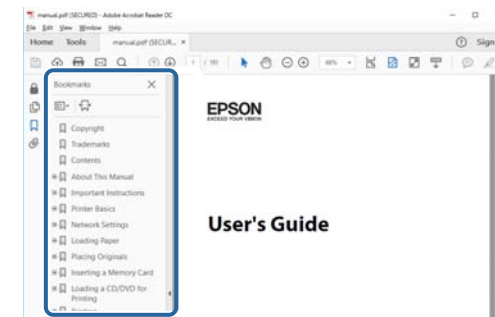 manual.pdf (SECURED) - Adobe Acrobat Reader DC
File Edit View Window Help
Home Tools manual.pdf (SECUR... × Sign
1 / 191
Bookmarks
Copyright
Trademarks
Contents
About This Manual
Important Instructions
Printer Basics
Network Settings
Loading Paper
Placing Originals
Inserting a Memory Card
Loading a CD/DVD for
Printing
EPSON
EXCEED YOUR VISION
User's Guide